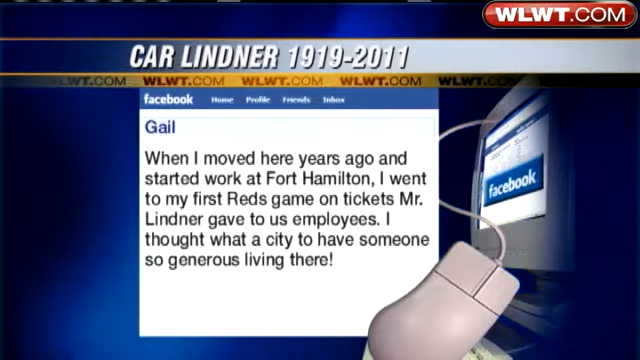 WLWT.COM
CAR LINDNER 1919-2011
WLWT.COM WLWT.COM WLWT.COM WLWT.COM WLWT.COM
facebook Home Profile Friends Inbox
Gail
When I moved here years ago and
started work at Fort Hamilton, I went
to my first Reds game on tickets Mr.
Lindner gave to us employees. I
thought what a city to have someone
so generous living there!
facebook